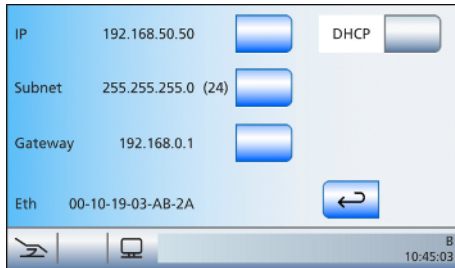 IP 192.168.50.50 DHCP
Subnet 255.255.255.0 (24)
Gateway 192.168.0.1
Eth 00-10-19-03-AB-2A
B
10:45:03